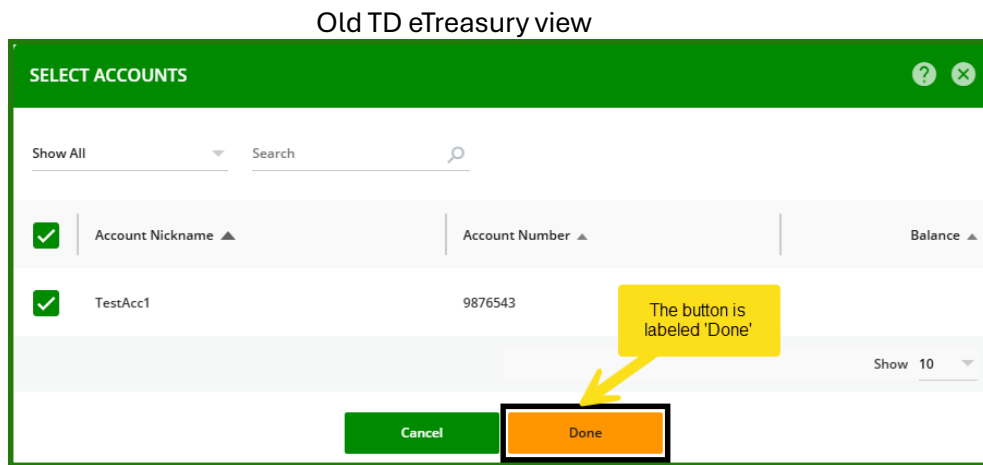 Old TD eTreasury view
SELECT ACCOUNTS
Show All Search
Account Nickname Account Number Balance
TestAcc1 9876543
The button is
labeled 'Done'
Show 10
Cancel Done